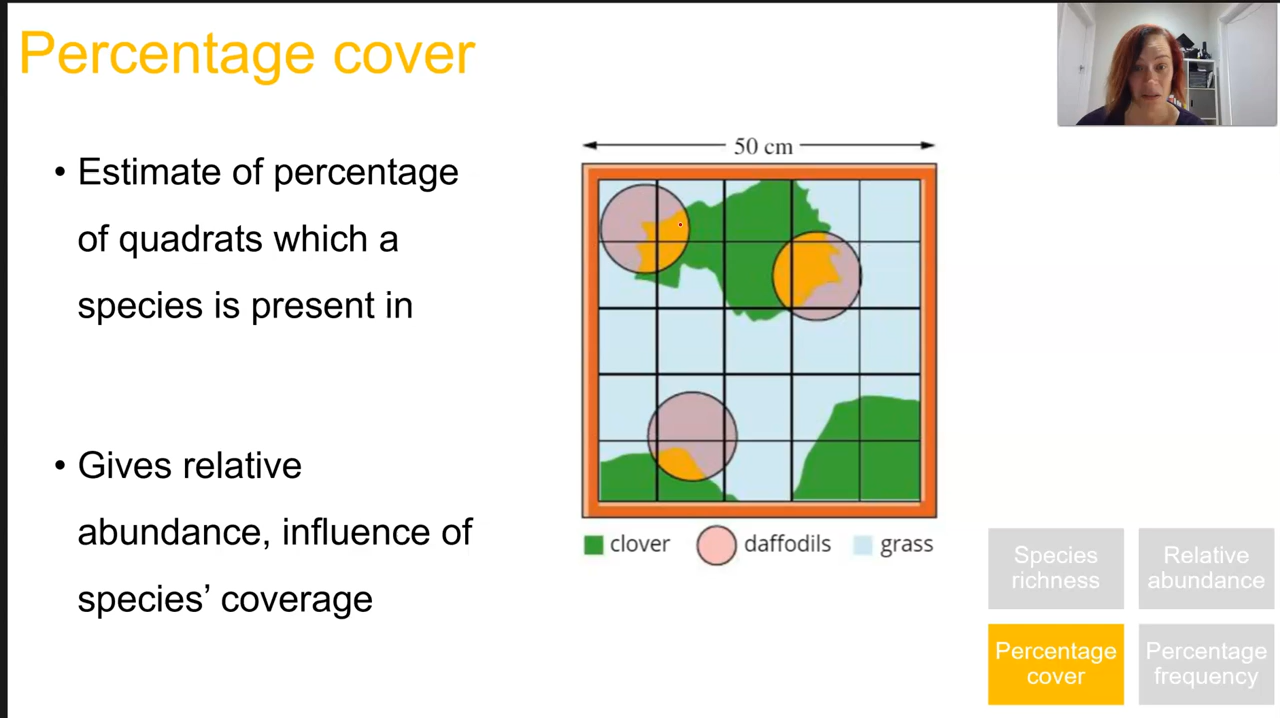 Percentage cover
• Estimate of percentage
of quadrats which a
species is present in
• Gives relative
abundance, influence of
species’ coverage
50 cm
clover daffodils grass
Species
richness
Relative
abundance
Percentage
cover
Percentage
frequency